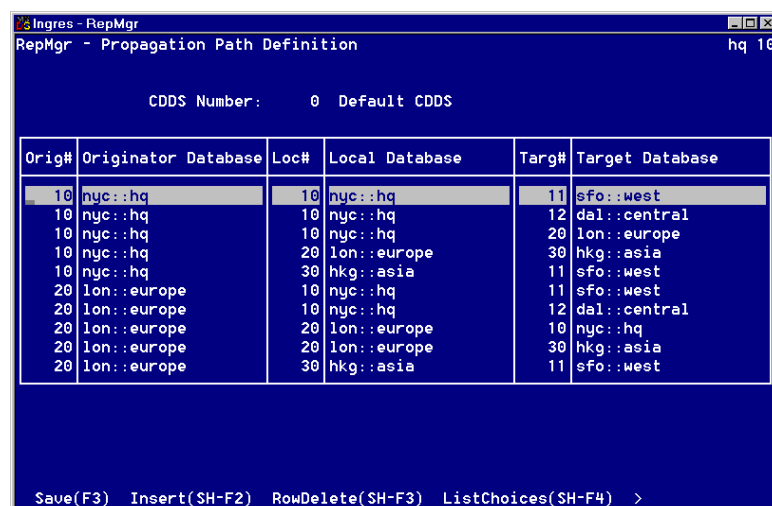 Ingres - RepMgr
RepMgr - Propagation Path Definition hq 10
CDDS Number: 0 Default CDDS
Orig# Originator Database Loc# Local Database Targ# Target Database
10 nyc::hq 10 nyc::hq 11 sfo::west
10 nyc::hq 10 nyc::hq 12 dal::central
10 nyc::hq 10 nyc::hq 20 lon::europe
10 nyc::hq 20 lon::europe 30 hkg::asia
10 nyc::hq 30 hkg::asia 11 sfo::west
20 lon::europe 10 nyc::hq 11 sfo::west
20 lon::europe 10 nyc::hq 12 dal::central
20 lon::europe 20 lon::europe 10 nyc::hq
20 lon::europe 20 lon::europe 30 hkg::asia
20 lon::europe 30 hkg::asia 11 sfo::west
Save(F3) Insert(SH-F2) RowDelete(SH-F3) ListChoices(SH-F4) >